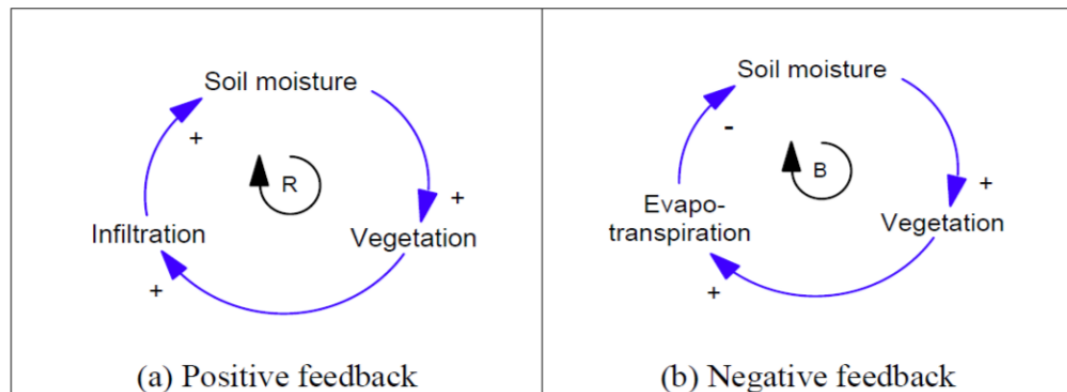 Soil moisture
+
R
+
Infiltration
Vegetation
+
(a) Positive feedback
Soil moisture
-
B
+
Evapo-
transpiration
Vegetation
+
(b) Negative feedback